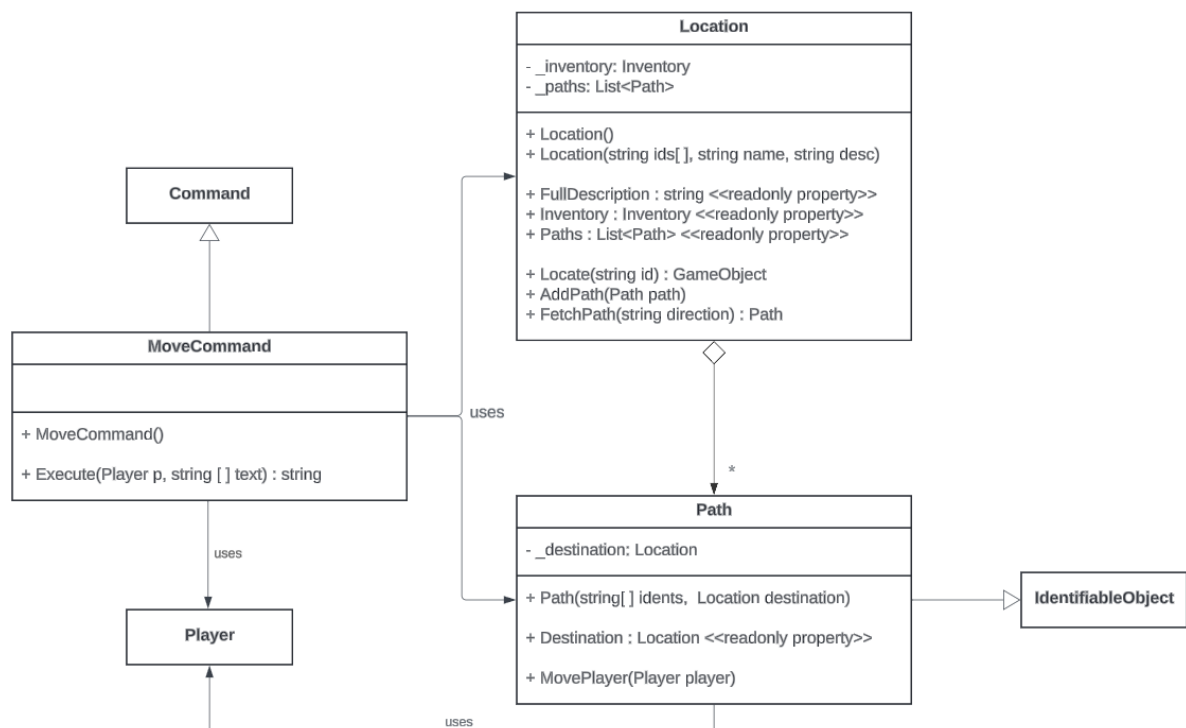 Location
- _inventory: Inventory
- _paths: List<Path>
+ Location()
+ Location(string ids[ ], string name, string desc)
+ FullDescription : string <<readonly property>>
+ Inventory : Inventory <<readonly property>>
+ Paths : List<Path> <<readonly property>>
+ Locate(string id) : GameObject
+ AddPath(Path path)
+ FetchPath(string direction) : Path
Command
MoveCommand
+ MoveCommand()
+ Execute(Player p, string [ ] text) : string
uses
*
uses
Path
- _destination: Location
+ Path(string[ ] idents, Location destination)
+ Destination : Location <<readonly property>>
+ MovePlayer(Player player)
IdentifiableObject
Player
uses